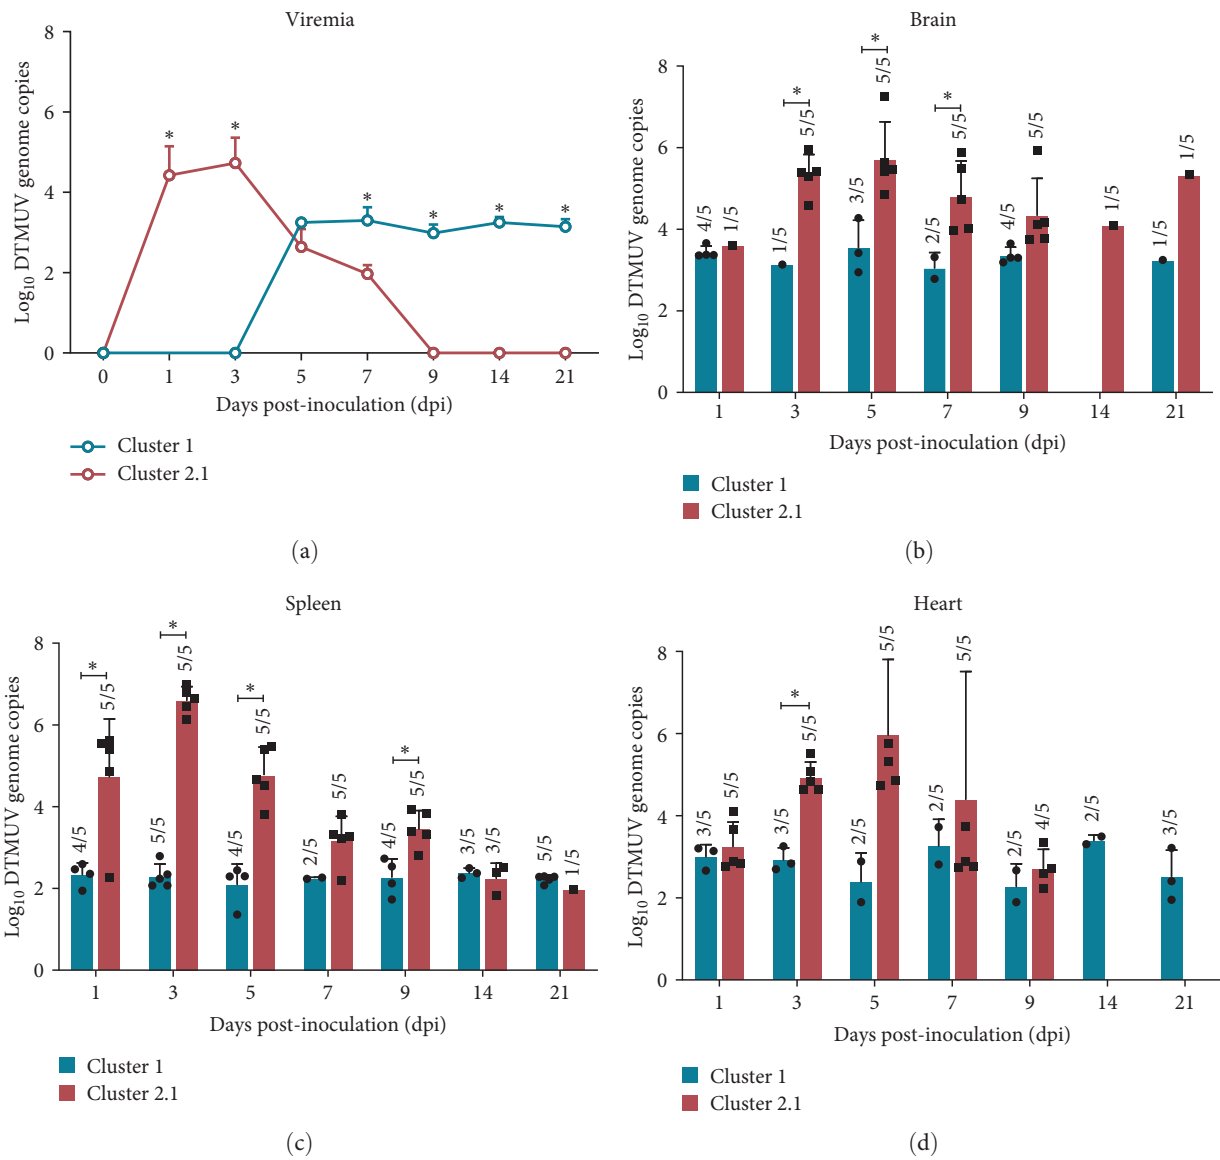 Viremia
Log10 DTMUV genome copies
8
6
4
2
0
* * * * * *
0 1 3 5 7 9 14 21
Days post-inoculation (dpi)
Cluster 1
Cluster 2.1
(a)
Brain
Log10 DTMUV genome copies
8
6
4
2
0
* * *
4/5 1/5 1/5 5/5 3/5 5/5 2/5 5/5 4/5 5/5 1/5 1/5 1/5
1 3 5 7 9 14 21
Days post-inoculation (dpi)
Cluster 1
Cluster 2.1
(b)
Spleen
Log10 DTMUV genome copies
8
6
4
2
0
* * * *
4/5 5/5 5/5 5/5 4/5 5/5 2/5 5/5 4/5 5/5 3/5 3/5 5/5 1/5
1 3 5 7 9 14 21
Days post-inoculation (dpi)
Cluster 1
Cluster 2.1
(c)
Heart
Log10 DTMUV genome copies
8
6
4
2
0
*
3/5 5/5 3/5 5/5 2/5 5/5 2/5 5/5 2/5 4/5 2/5 3/5
1 3 5 7 9 14 21
Days post-inoculation (dpi)
Cluster 1
Cluster 2.1
(d)